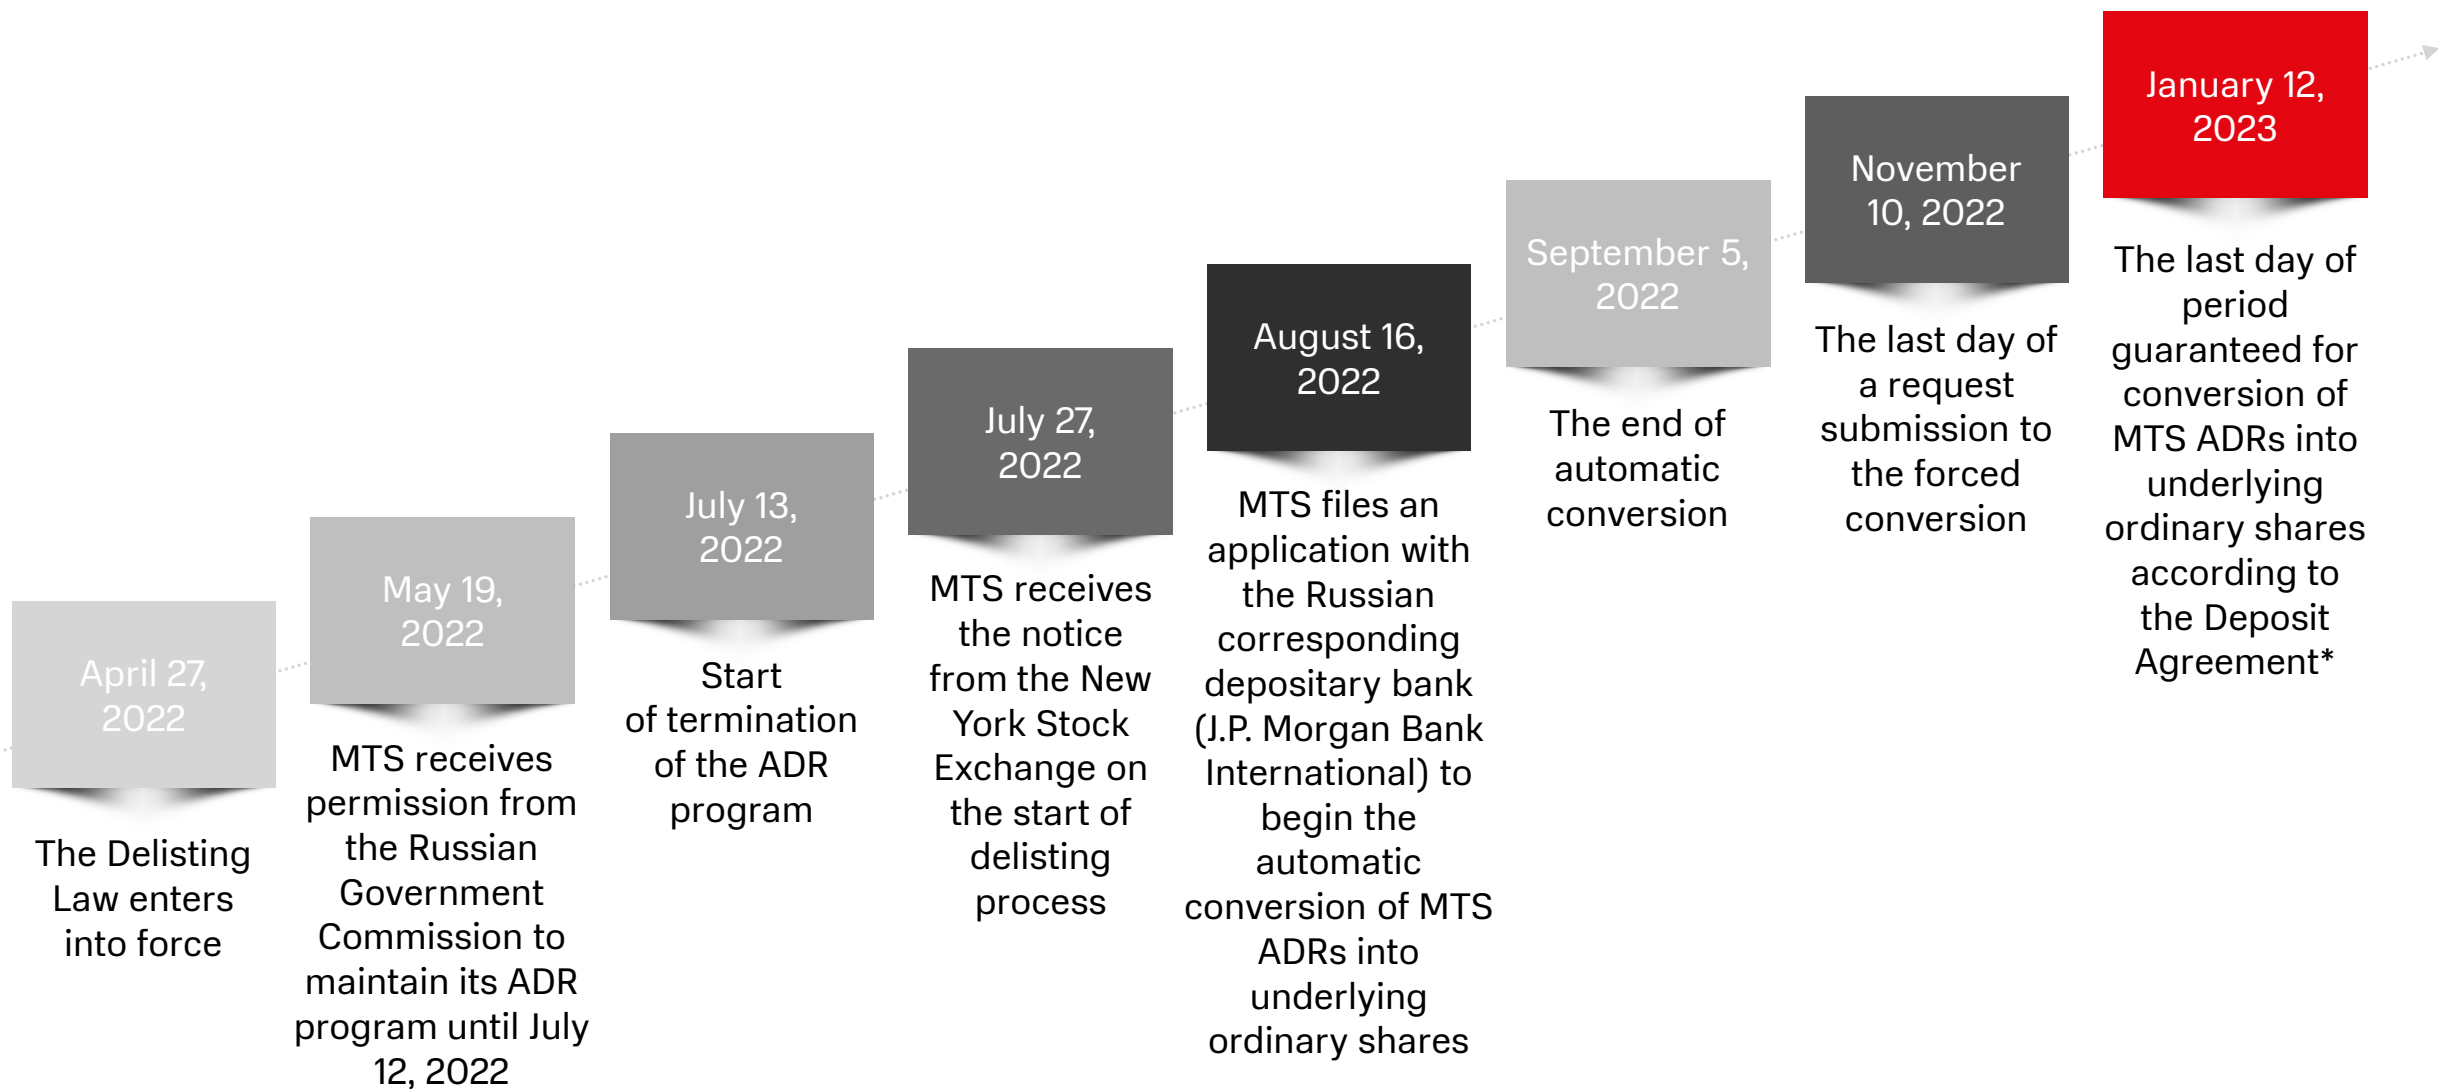 April 27,
2022
The Delisting
Law enters
into force
May 19,
2022
MTS receives
permission from
the Russian
Government
Commission to
maintain its ADR
program until July
12, 2022
July 13,
2022
Start
of termination
of the ADR
program
July 27,
2022
MTS receives
the notice
from the New
York Stock
Exchange on
the start of
delisting
process
August 16,
2022
MTS files an
application with
the Russian
corresponding
depositary bank
(J.P. Morgan Bank
International) to
begin the
automatic
conversion of MTS
ADRs into
underlying
ordinary shares
September 5,
2022
The end of
automatic
conversion
November
10, 2022
The last day of
a request
submission to
the forced
conversion
January 12,
2023
The last day of
period
guaranteed for
conversion of
MTS ADRs into
underlying
ordinary shares
according to
the Deposit
Agreement*